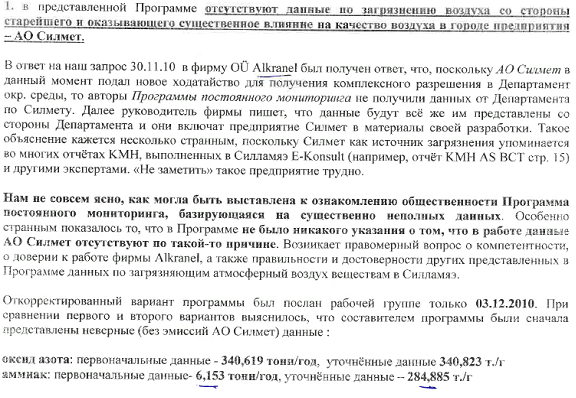 1. в представленной Программе отсутствуют данные по загрязнению воздуха со стороны
старейшего и оказывающего существенное влияние на качество воздуха в городе предприятия
– АО Силмет.
В ответ на наш запрос 30.11.10 в фирму OÜ Alkranel был получен ответ, что, поскольку АО Силмет в
данный момент подал новое ходатайство для получения комплексного разрешения в Департамент
окр. среды, то авторы Программы постоянного мониторинга не получили данных от Департамента
по Силмету. Далее руководитель фирмы пишет, что данные будут всё же им представлены со
стороны Департамента и они включат предприятие Силмет в материалы своей разработки. Такое
объяснение кажется несколько странным, поскольку Силмет как источник загрязнения упоминается
во многих отчётах КМН, выполненных в Силламяэ E-Konsult (например, отчёт КМН AS BCT стр. 15)
и другими экспертами. «Не заметить» такое предприятие трудно.
Нам не совсем ясно, как могла быть выставлена к ознакомлению общественности Программа
постоянного мониторинга, базирующаяся на существенно неполных данных. Особенно
странным показалось то, что в Программе не было никакого указания о том, что в работе данные
АО Силмет отсутствуют по такой-то причине. Возникает правомерный вопрос о компетентности,
о доверии к работе фирмы Alkranel, а также правильности и достоверности других представленных в
Программе данных по загрязняющим атмосферный воздух веществам в Силламяэ.
Откорректированный вариант программы был послан рабочей группе только 03.12.2010. При
сравнении первого и второго вариантов выяснилось, что составителем программы были сначала
представлены неверные (без эмиссий АО Силмет) данные :
оксид азота: первоначальные данные - 340,619 тонн/год, уточнённые данные 340,823 т./г
аммиак: первоначальные данные- 6,153 тонн/год, уточнённые данные – 284,885 т./г